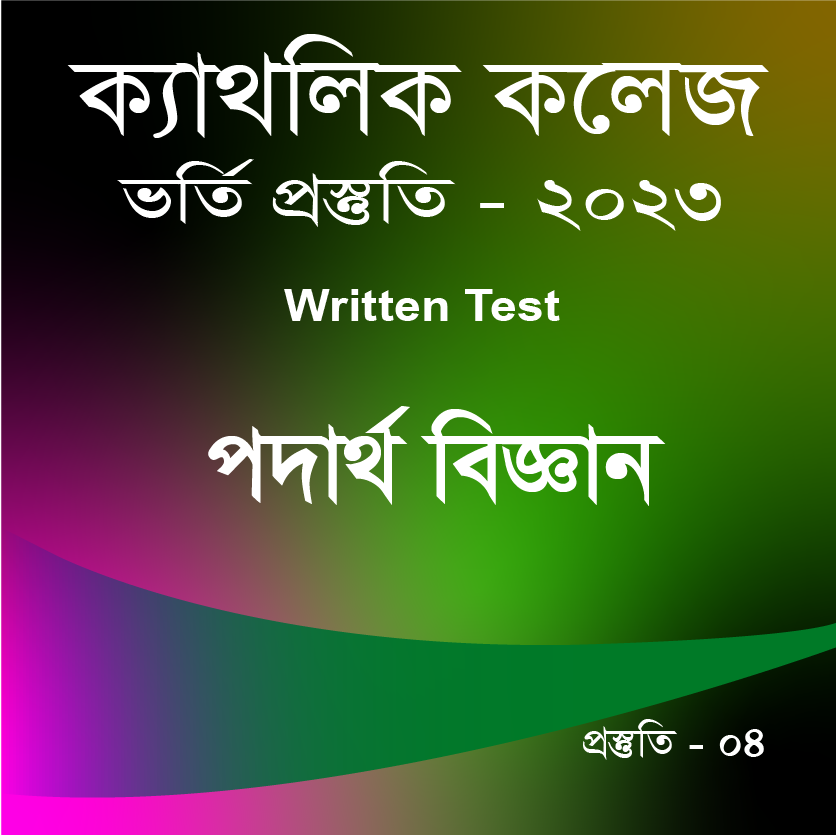 ক্যাথলিক কলেজ
ভর্তি প্রস্তুতি - ২০২৩
Written Test
পদার্থ বিজ্ঞান
প্রস্তুতি - ০৪